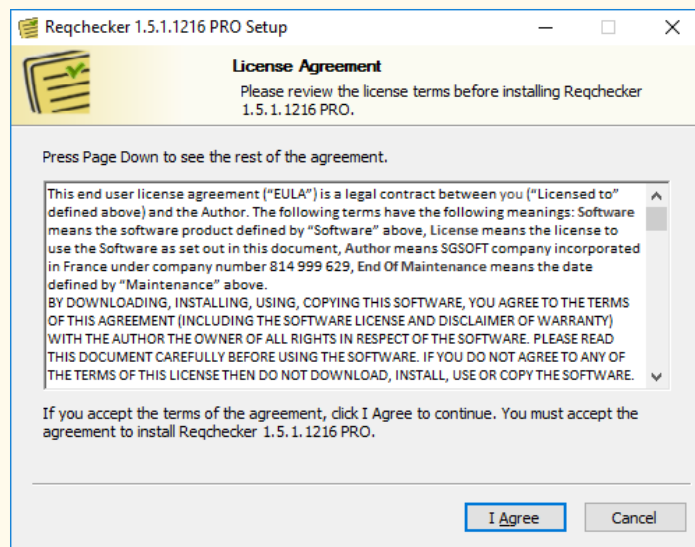 Reqchecker 1.5.1.1216 PRO Setup
License Agreement
Please review the license terms before installing Reqchecker
1.5.1.1216 PRO.
Press Page Down to see the rest of the agreement.
This end user license agreement (“EULA”) is a legal contract between you (“Licensed to”
defined above) and the Author. The following terms have the following meanings: Software
means the software product defined by “Software” above, License means the license to
use the Software as set out in this document, Author means SGSOFT company incorporated
in France under company number 814 999 629, End Of Maintenance means the date
defined by “Maintenance” above.
BY DOWNLOADING, INSTALLING, USING, COPYING THIS SOFTWARE, YOU AGREE TO THE TERMS
OF THIS AGREEMENT (INCLUDING THE SOFTWARE LICENSE AND DISCLAIMER OF WARRANTY)
WITH THE AUTHOR THE OWNER OF ALL RIGHTS IN RESPECT OF THE SOFTWARE. PLEASE READ
THIS DOCUMENT CAREFULLY BEFORE USING THE SOFTWARE. IF YOU DO NOT AGREE TO ANY OF
THE TERMS OF THIS LICENSE THEN DO NOT DOWNLOAD, INSTALL, USE OR COPY THE SOFTWARE.
If you accept the terms of the agreement, click I Agree to continue. You must accept the
agreement to install Reqchecker 1.5.1.1216 PRO.
I Agree
Cancel